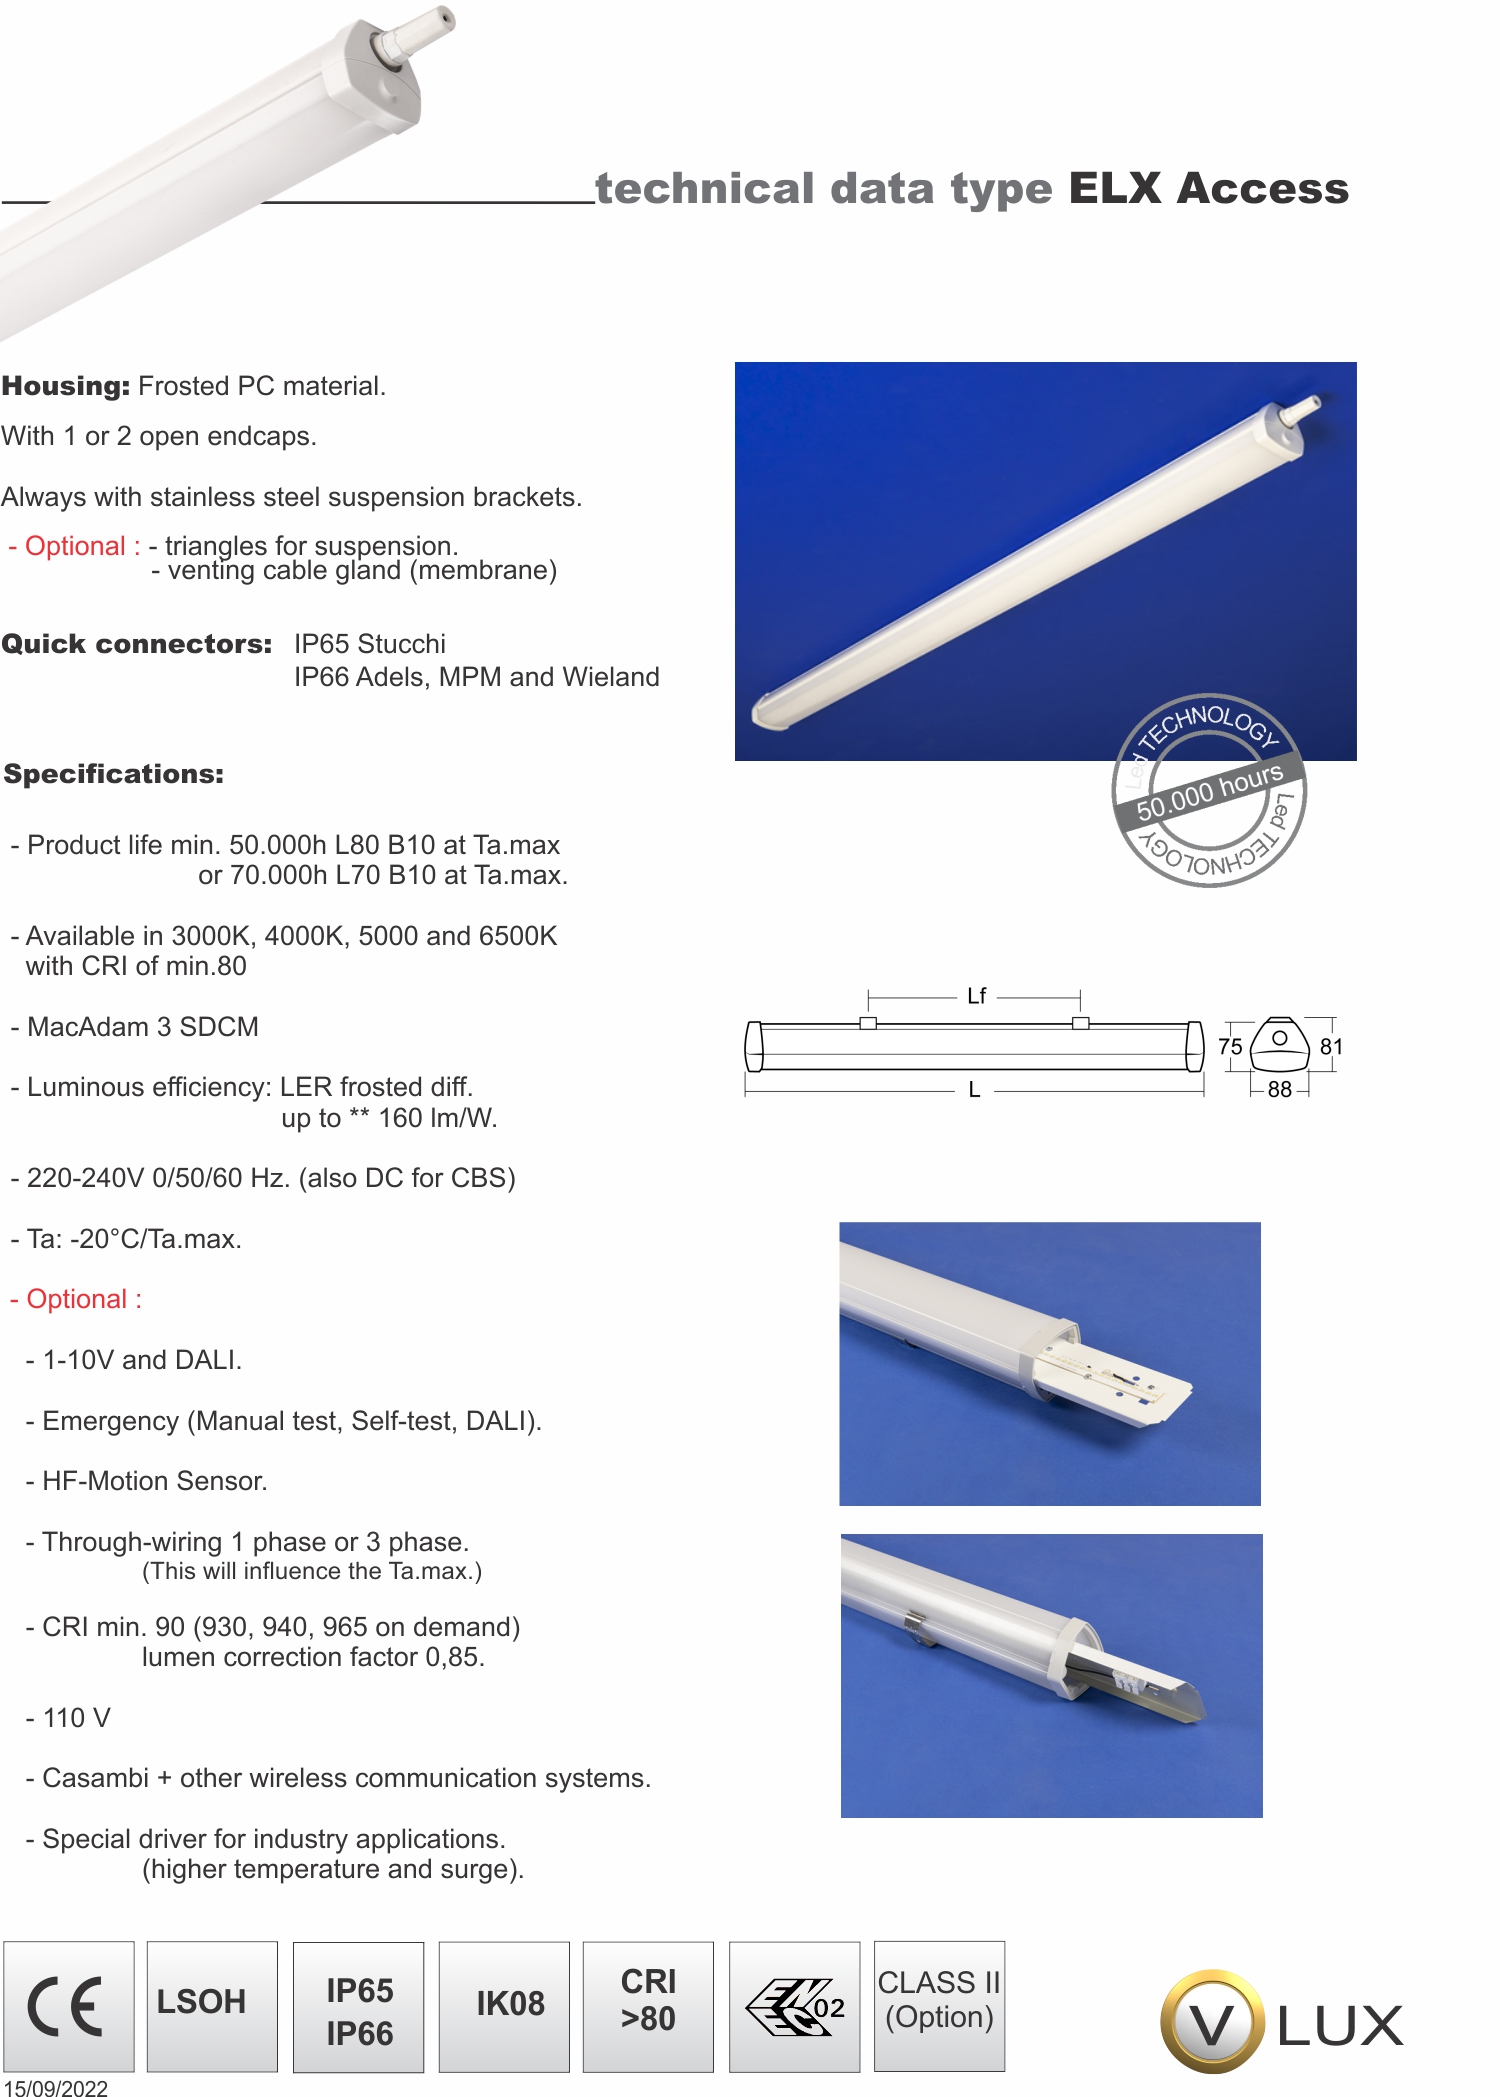 technical data type ELX Access
Housing: Frosted PC material.
With 1 or 2 open endcaps.
Always with stainless steel suspension brackets.
- Optional : - triangles for suspension.
- venting cable gland (membrane)
Quick connectors: IP65 Stucchi
IP66 Adels, MPM and Wieland
Specifications:
- Product life min. 50.000h L80 B10 at Ta.max
or 70.000h L70 B10 at Ta.max.
- Available in 3000K, 4000K, 5000 and 6500K
with CRI of min.80
- MacAdam 3 SDCM
- Luminous efficiency: LER frosted diff.
up to ** 160 lm/W.
- 220-240V 0/50/60 Hz. (also DC for CBS)
- Ta: -20°C/Ta.max.
- Optional :
- 1-10V and DALI.
- Emergency (Manual test, Self-test, DALI).
- HF-Motion Sensor.
- Through-wiring 1 phase or 3 phase.
(This will influence the Ta.max.)
- CRI min. 90 (930, 940, 965 on demand)
lumen correction factor 0,85.
- 110 V
- Casambi + other wireless communication systems.
- Special driver for industry applications.
(higher temperature and surge).
Led TECHNOLOGY
50.000 hours
Led TECHNOLOGY
Lf
75
81
L
88
CE
LSOH
IP65
IP66
IK08
CRI
>80
ENEC
02
CLASS II
(Option)
V LUX
15/09/2022